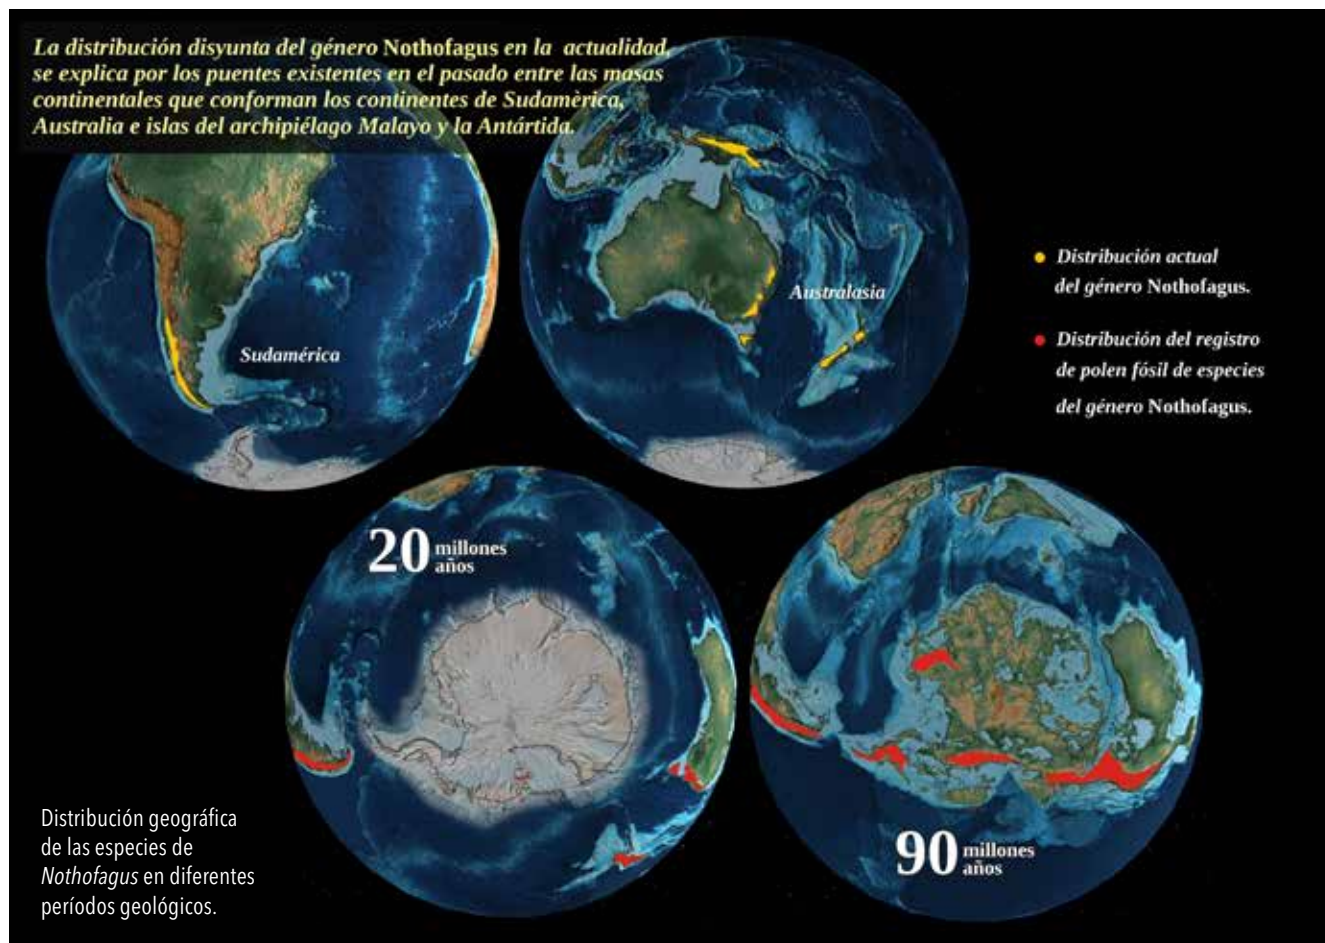 La distribución disyunta del género Nothofagus en la actualidad,
se explica por los puentes existentes en el pasado entre las masas
continentales que conforman los continentes de Sudamèrica,
Australia e islas del archipiélago Malayo y la Antártida.
Sudamérica
Australasia
Distribución actual
del género Nothofagus.
Distribución del registro
de polen fósil de especies
del género Nothofagus.
20 millones
años
90 millones
años
Distribución geográfica
de las especies de
Nothofagus en diferentes
períodos geológicos.